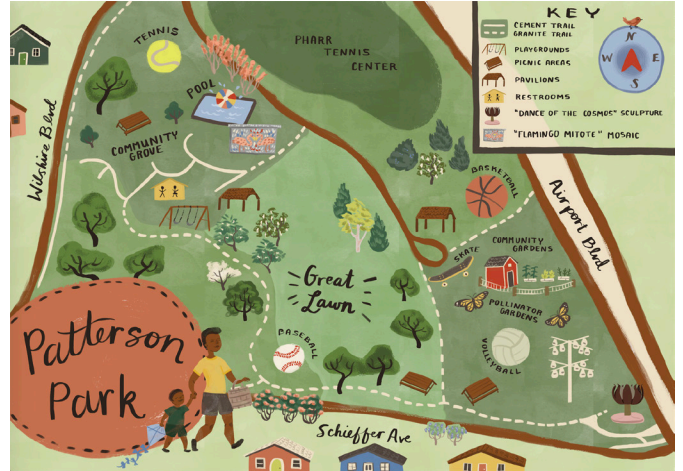 TENNIS
PHARR
TENNIS
CENTER
KEY
CEMENT TRAIL
GRANITE TRAIL
PLAYGROUNDS
PICNIC AREAS
PAVILIONS
RESTROOMS
"DANCE OF THE COSMOS" SCULPTURE
"FLAMINGO MITOTE" MOSAIC
N
W E
S
POOL
Wilshire Blvd
COMMUNITY
GROVE
BASKETBALL
Airport Blvd
SKATE
COMMUNITY
GARDENS
Great
Lawn
POLLINATOR
GARDENS
BASEBALL
VOLLEYBALL
Patterson
Park
Schieffer Ave